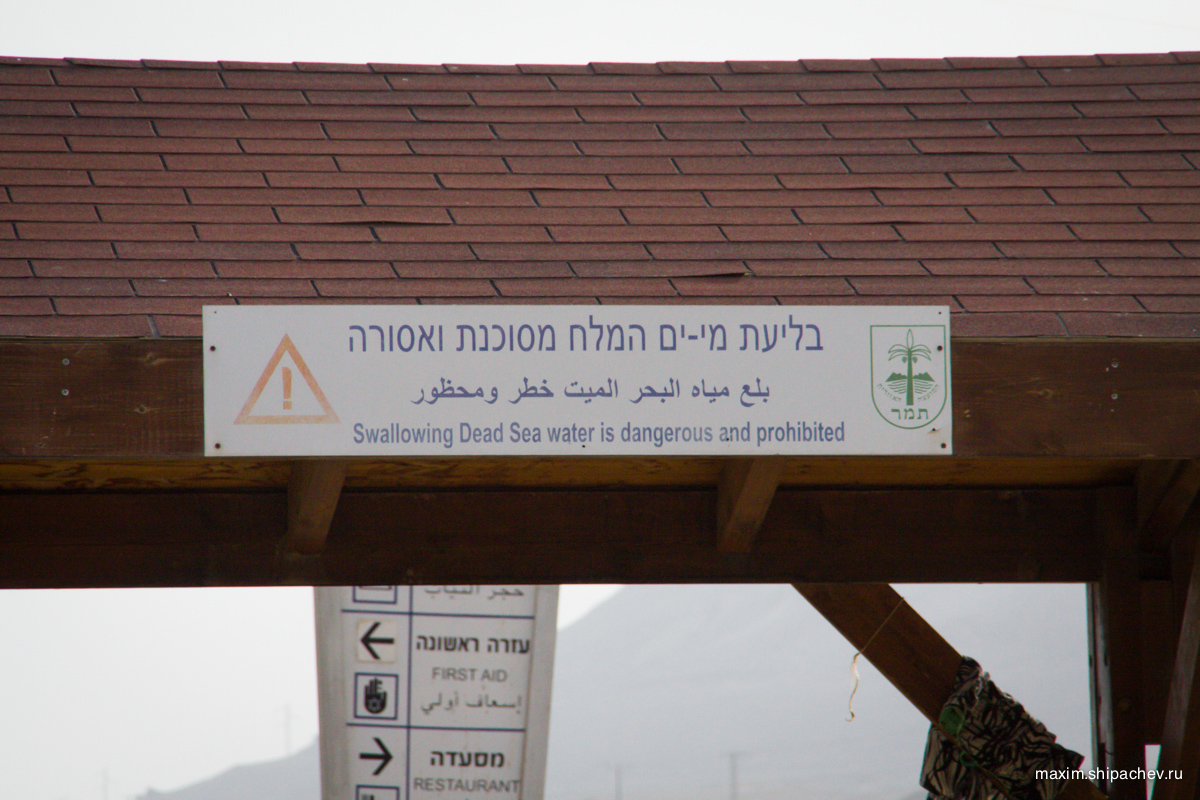 בליעת מי-ים המלח מסוכנת ואסורה
بلع مياه البحر الميت خطر ومحظور
Swallowing Dead Sea water is dangerous and prohibited
תמר
עזרה ראשונה
FIRST AID
إسعاف أولي
מסעדה
RESTAURANT
maxim.shipachev.ru